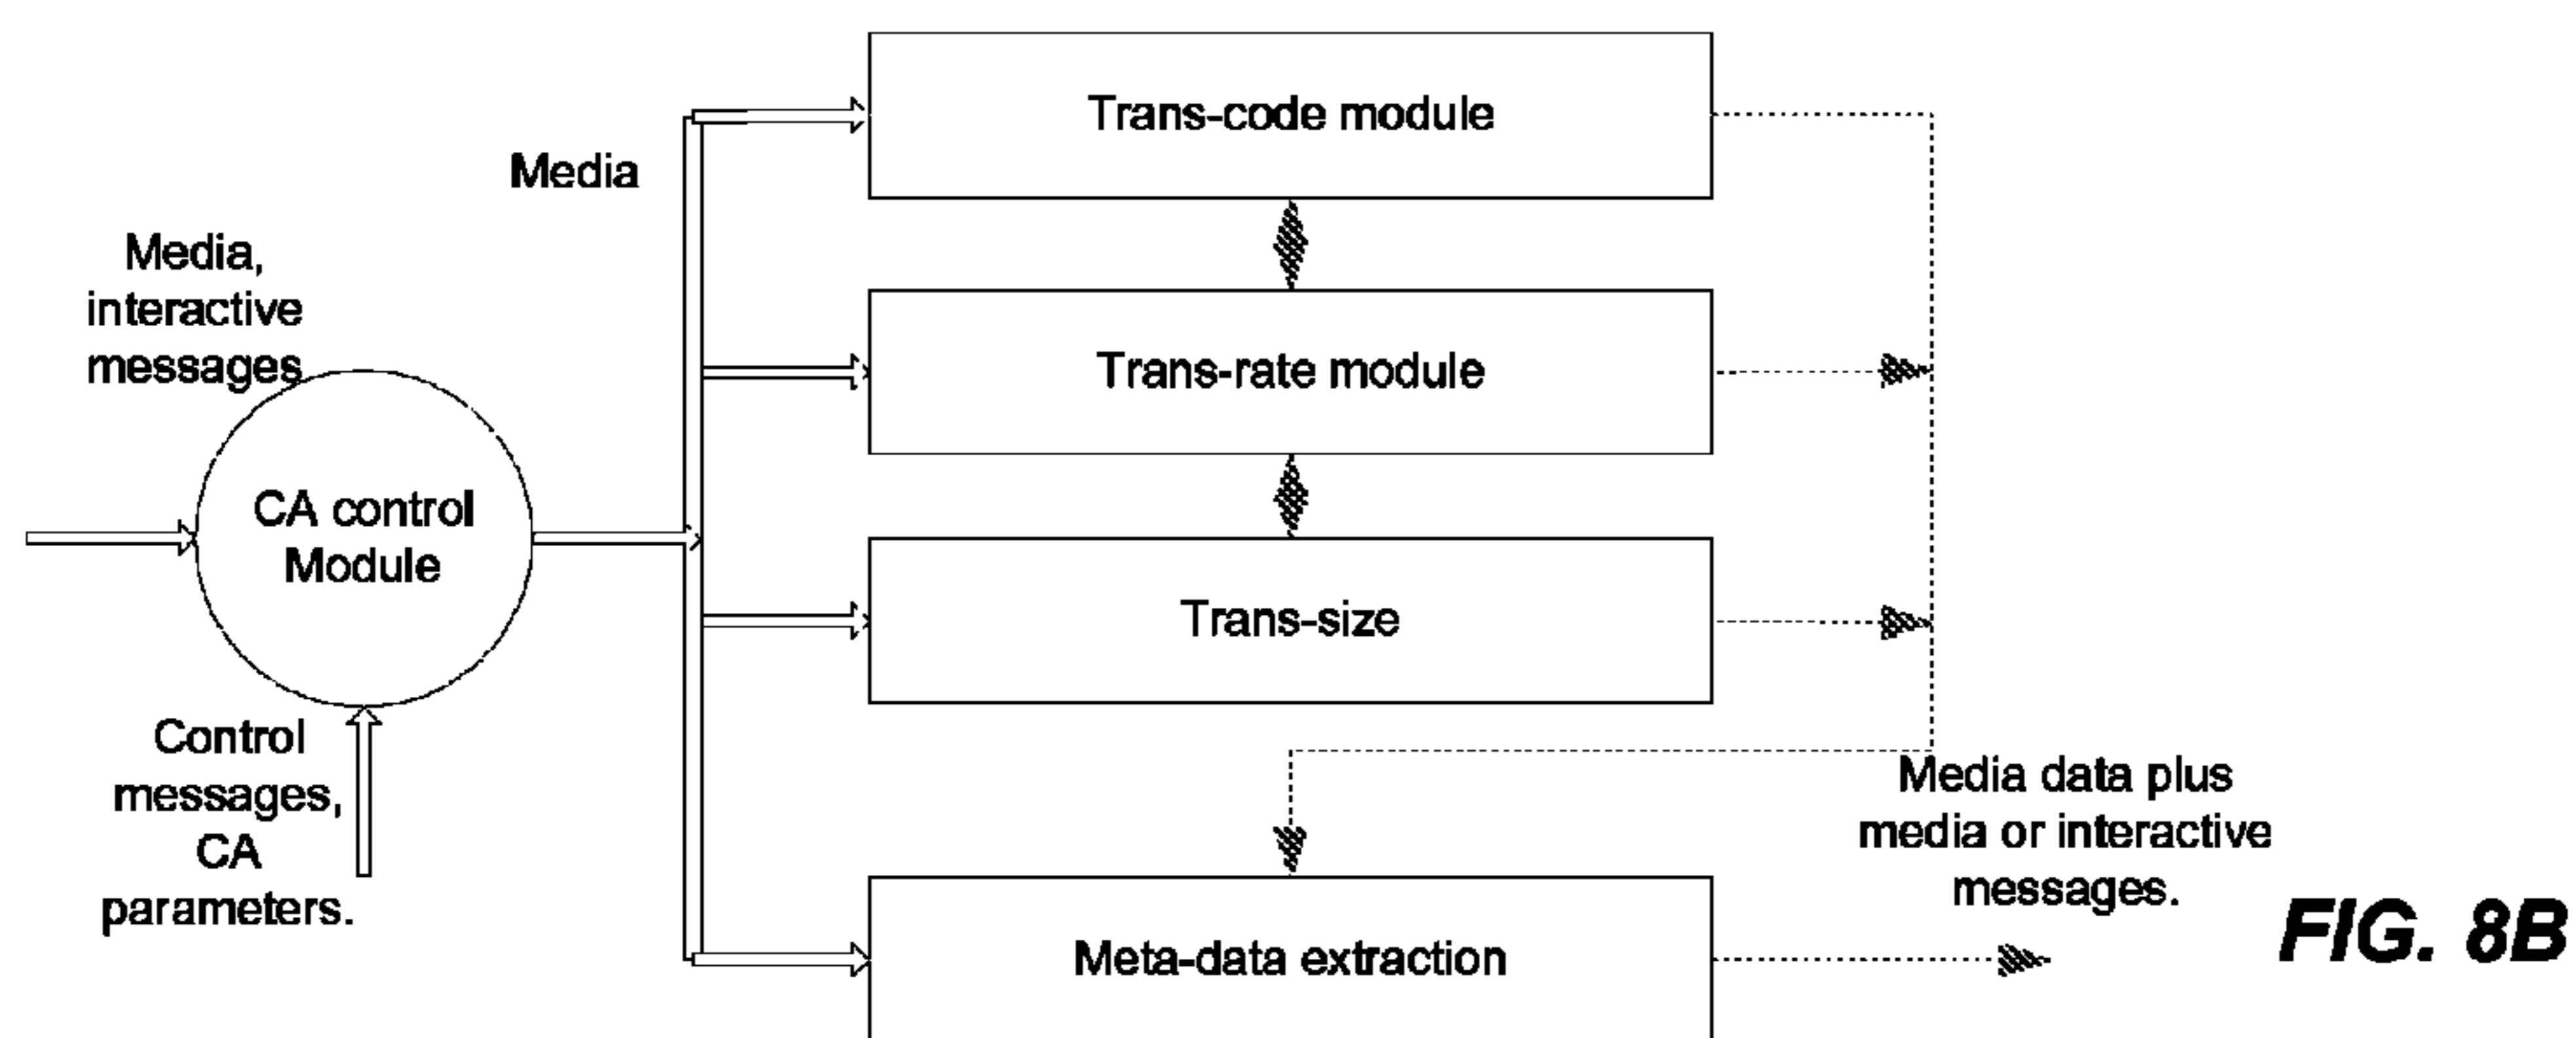 Trans-code module
Media
Media,
interactive
messages
Trans-rate module
CA control
Module
Trans-size
Control
messages,
CA
parameters.
Media data plus
media or interactive
messages.
Meta-data extraction
FIG. 8B